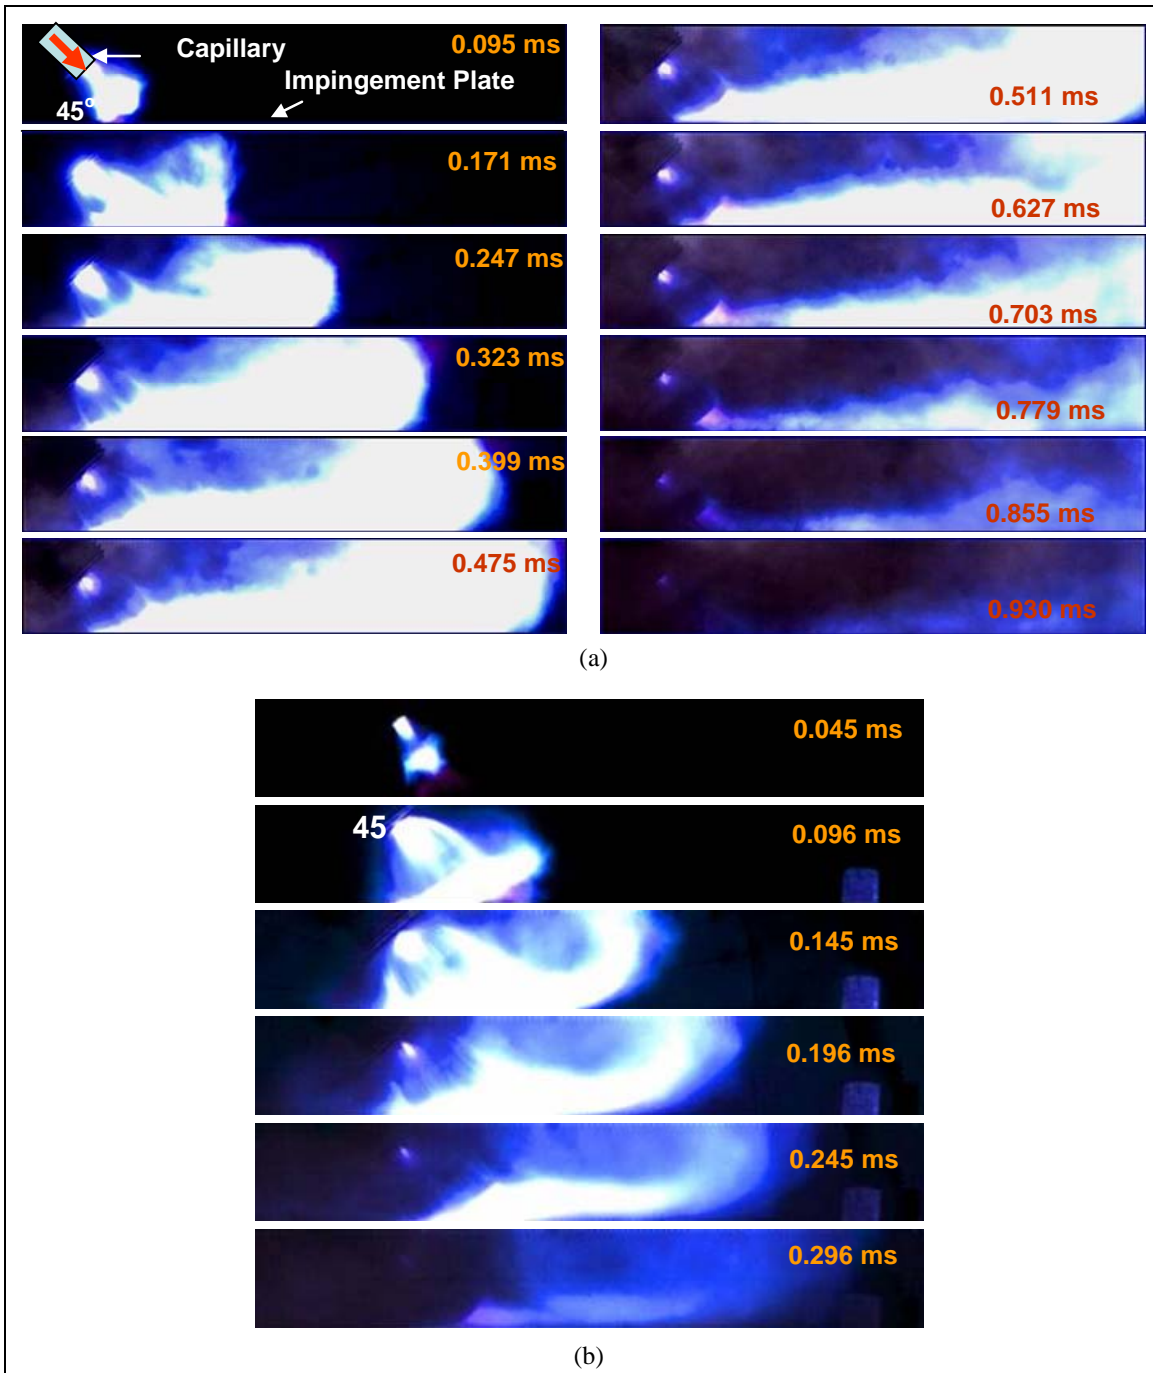 Capillary
0.095 ms
Impingement Plate
45°
0.171 ms
0.247 ms
0.323 ms
0.399 ms
0.475 ms
0.511 ms
0.627 ms
0.703 ms
0.779 ms
0.855 ms
0.930 ms
(a)
0.045 ms
45
0.096 ms
0.145 ms
0.196 ms
0.245 ms
0.296 ms
(b)